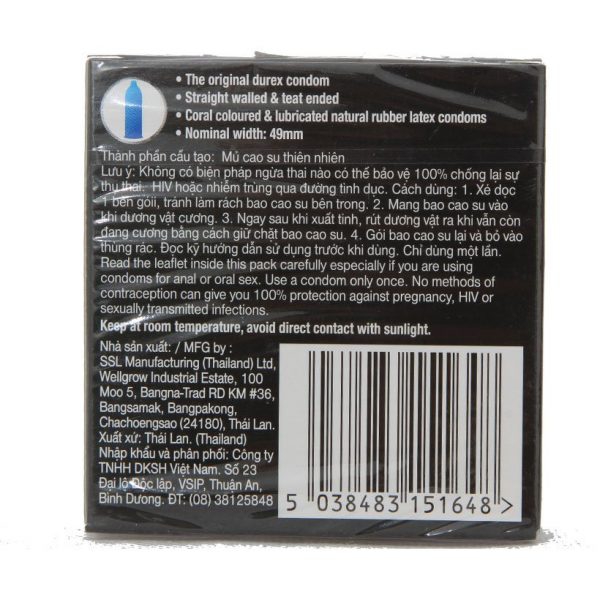 • The original durex condom
• Straight walled & teat ended
• Coral coloured & lubricated natural rubber latex condoms
• Nominal width: 49mm
Thành phần cấu tạo: Mủ cao su thiên nhiên
Lưu ý: Không có biện pháp ngừa thai nào có thể bảo vệ 100% chống lại sự
thụ thai. HIV hoặc nhiễm trùng qua đường tình dục. Cách dùng: 1. Xé dọc
1 bên gói, tránh làm rách bao cao su bên trong. 2. Mang bao cao su vào
khi dương vật cương. 3. Ngay sau khi xuất tinh, rút dương vật ra khi vẫn còn
đang cương bằng cách giữ chặt bao cao su. 4. Gói bao cao su lại và bỏ vào
thùng rác. Đọc kỹ hướng dẫn sử dụng trước khi dùng. Chỉ dùng một lần.
Read the leaflet inside this pack carefully especially if you are using
condoms for anal or oral sex. Use a condom only once. No methods of
contraception can give you 100% protection against pregnancy, HIV or
sexually transmitted infections.
Keep at room temperature, avoid direct contact with sunlight.
Nhà sản xuất: / MFG by :
SSL Manufacturing (Thailand) Ltd,
Wellgrow Industrial Estate, 100
Moo 5, Bangna-Trad RD KM #36,
Bangsamak, Bangpakong,
Chachoengsao (24180), Thái Lan.
Xuất xứ: Thái Lan. (Thailand)
Nhập khẩu và phân phối: Công ty
TNHH DKSH Việt Nam. Số 23
Đại lộ Độc lập, VSIP, Thuận An,
Bình Dương. ĐT: (08) 38125848
5 038483 151648 >